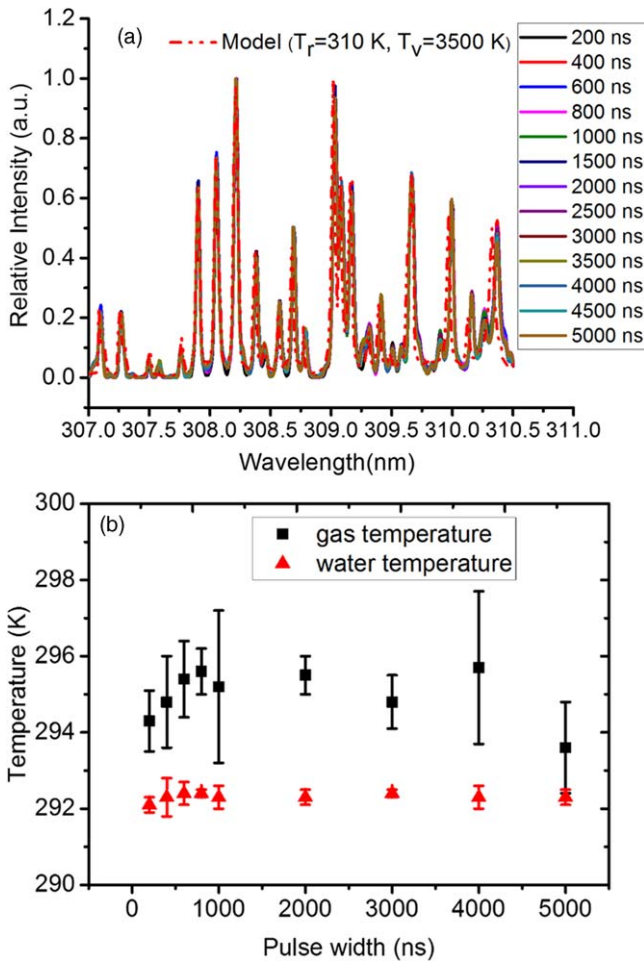 (a)
Model (Tr=310 K, Tv=3500 K)
200 ns
400 ns
600 ns
800 ns
1000 ns
1500 ns
2000 ns
2500 ns
3000 ns
3500 ns
4000 ns
4500 ns
5000 ns
Relative Intensity (a.u.)
1.2
1.0
0.8
0.6
0.4
0.2
0.0
307.0 307.5 308.0 308.5 309.0 309.5 310.0 310.5 311.0
Wavelength(nm)
(b)
gas temperature
water temperature
Temperature (K)
300
298
296
294
292
290
0 1000 2000 3000 4000 5000
Pulse width (ns)